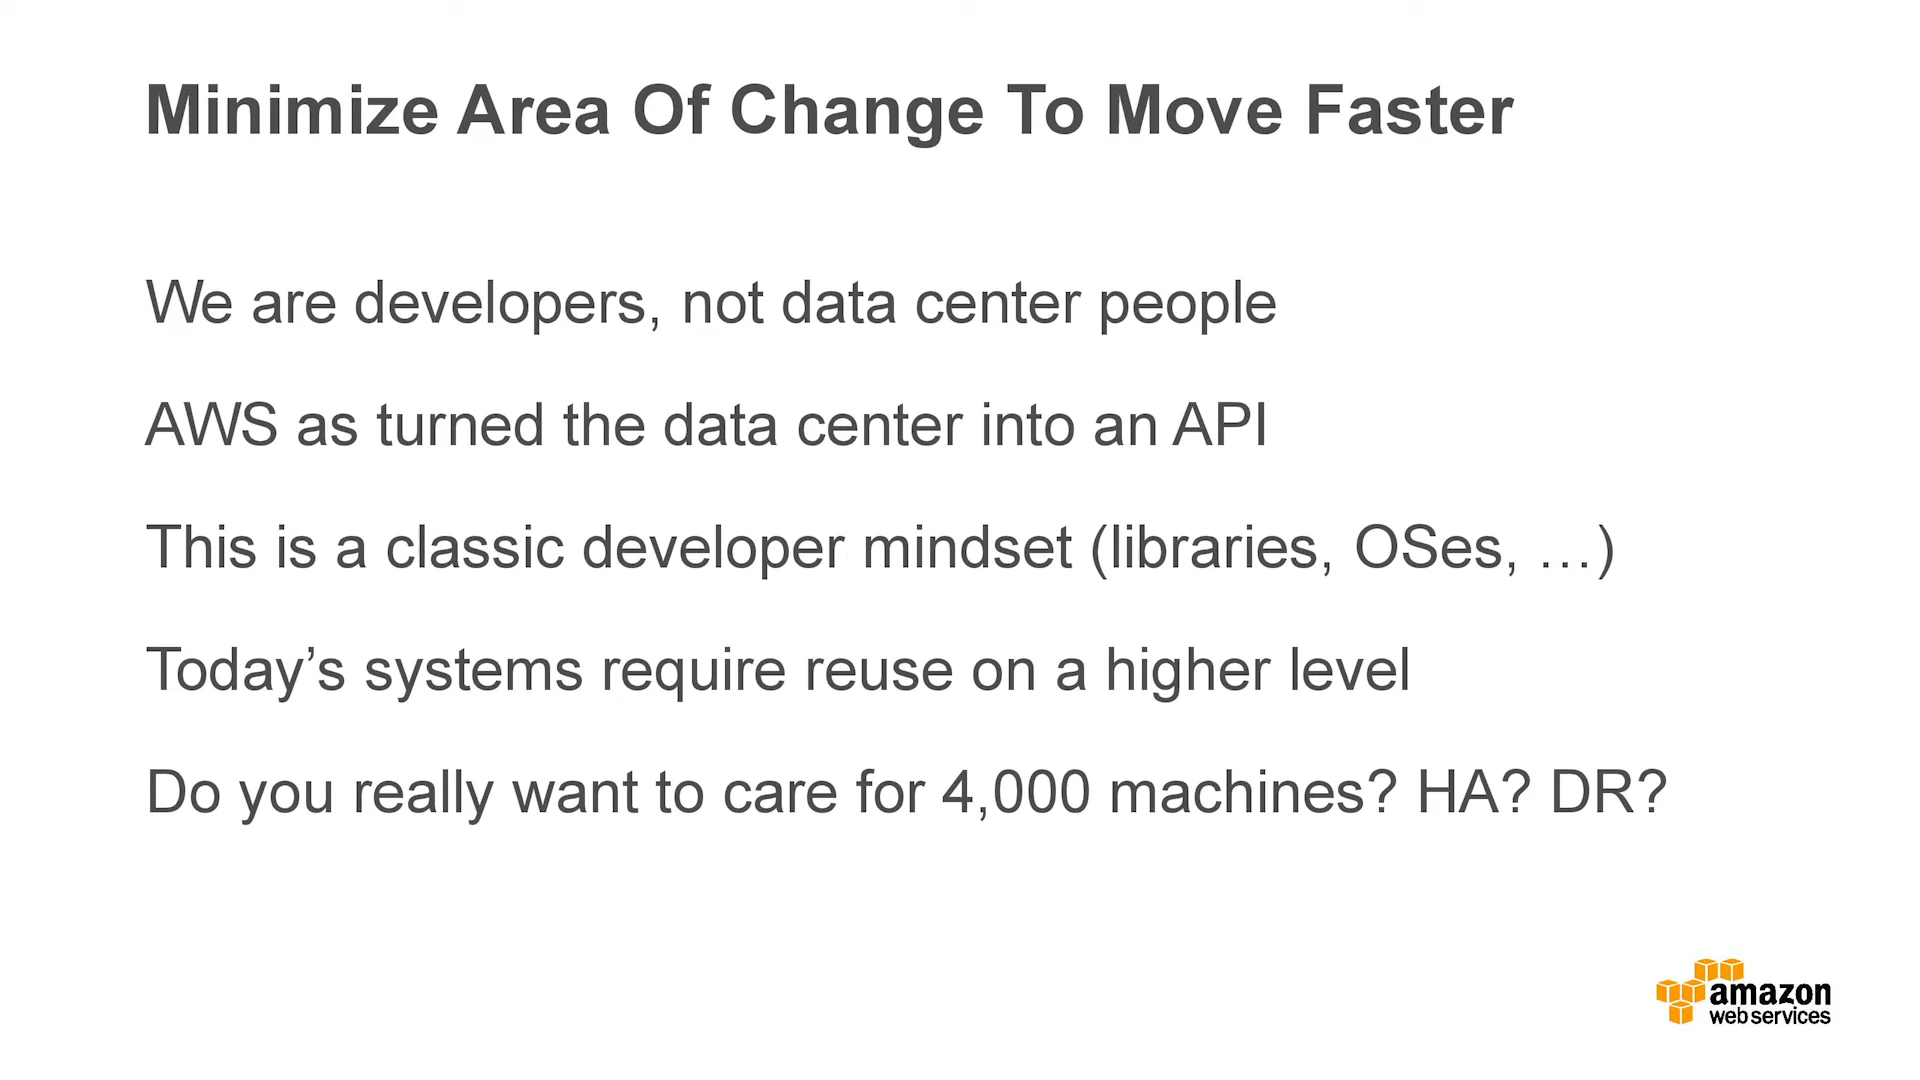 Minimize Area Of Change To Move Faster
We are developers, not data center people
AWS as turned the data center into an API
This is a classic developer mindset (libraries, OSes, …)
Today’s systems require reuse on a higher level
Do you really want to care for 4,000 machines? HA? DR?
amazon
webservices